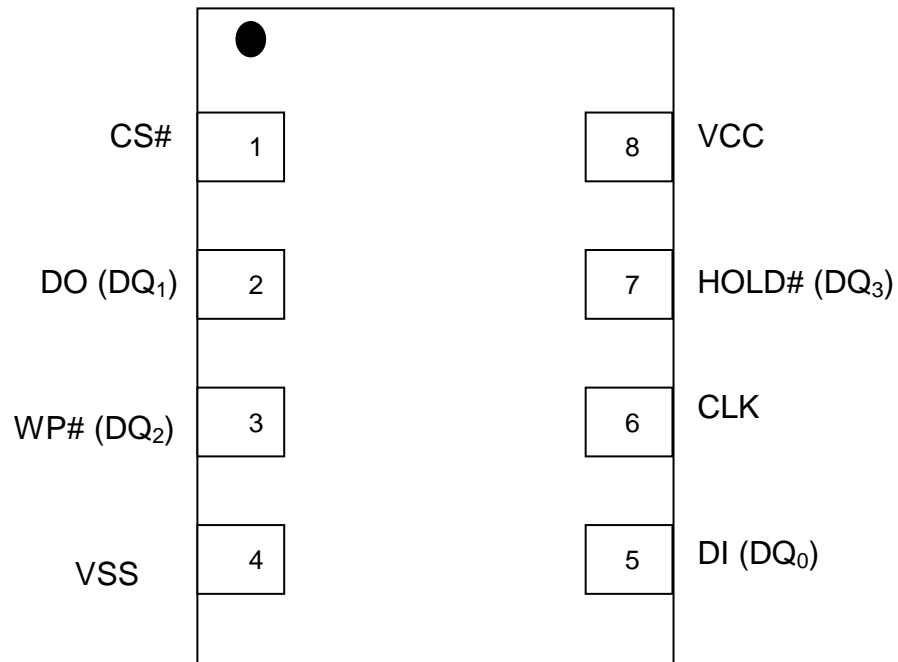 CS# 1 8 VCC
DO (DQ₁) 2 7 HOLD# (DQ₃)
WP# (DQ₂) 3 6 CLK
VSS 4 5 DI (DQ₀)